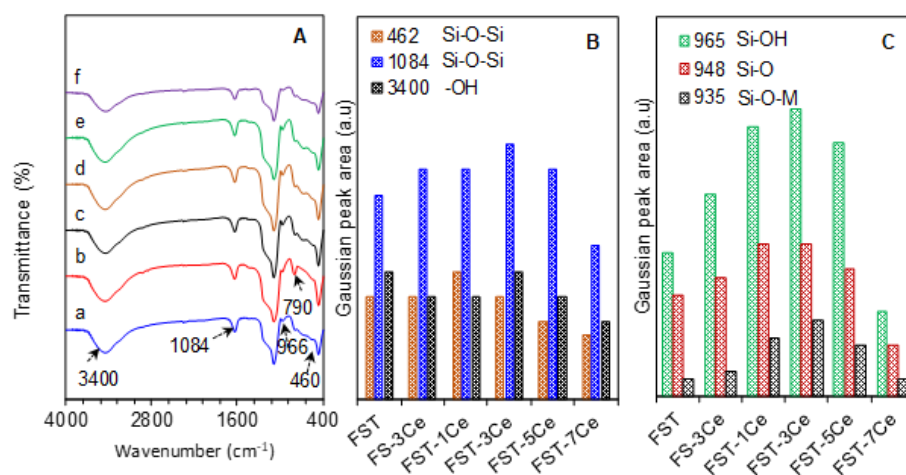 A
Transmittance (%)
f
e
d
c
b
a
790
1084
966
3400
460
4000 2800 1600 400
Wavenumber (cm⁻¹)
B
462 Si-O-Si
1084 Si-O-Si
3400 -OH
Gaussian peak area (a.u)
FST
FS-3Ce
FST-1Ce
FST-3Ce
FST-5Ce
FST-7Ce
C
965 Si-OH
948 Si-O
935 Si-O-M
Gaussian peak area (a.u)
FST
FS-3Ce
FST-1Ce
FST-3Ce
FST-5Ce
FST-7Ce